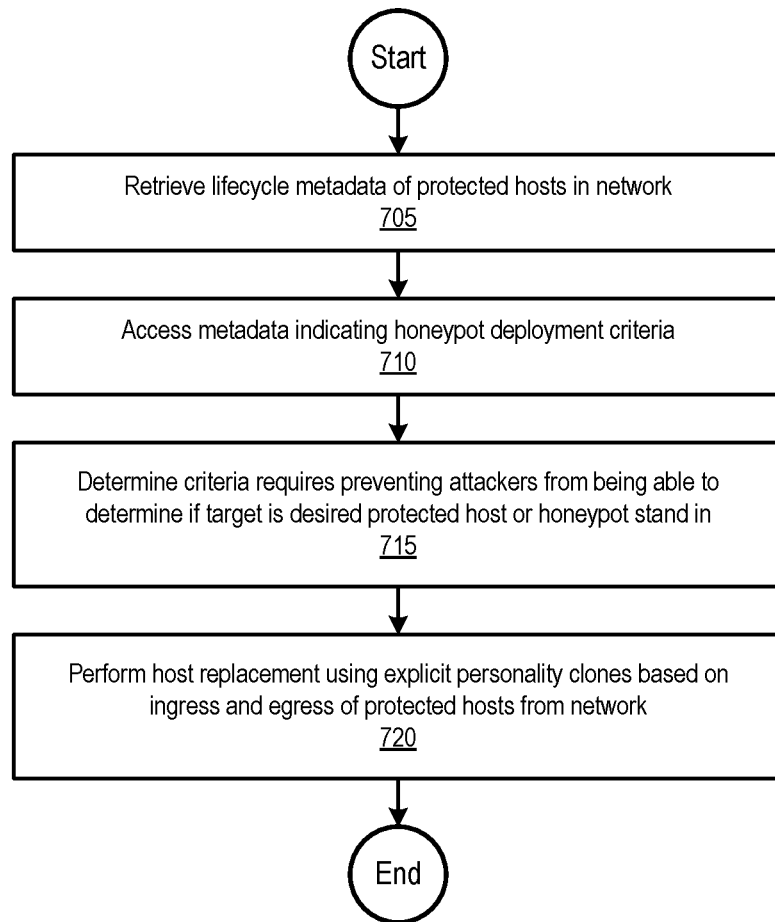 Start
Retrieve lifecycle metadata of protected hosts in network
705
Access metadata indicating honeypot deployment criteria
710
Determine criteria requires preventing attackers from being able to
determine if target is desired protected host or honeypot stand in
715
Perform host replacement using explicit personality clones based on
ingress and egress of protected hosts from network
720
End